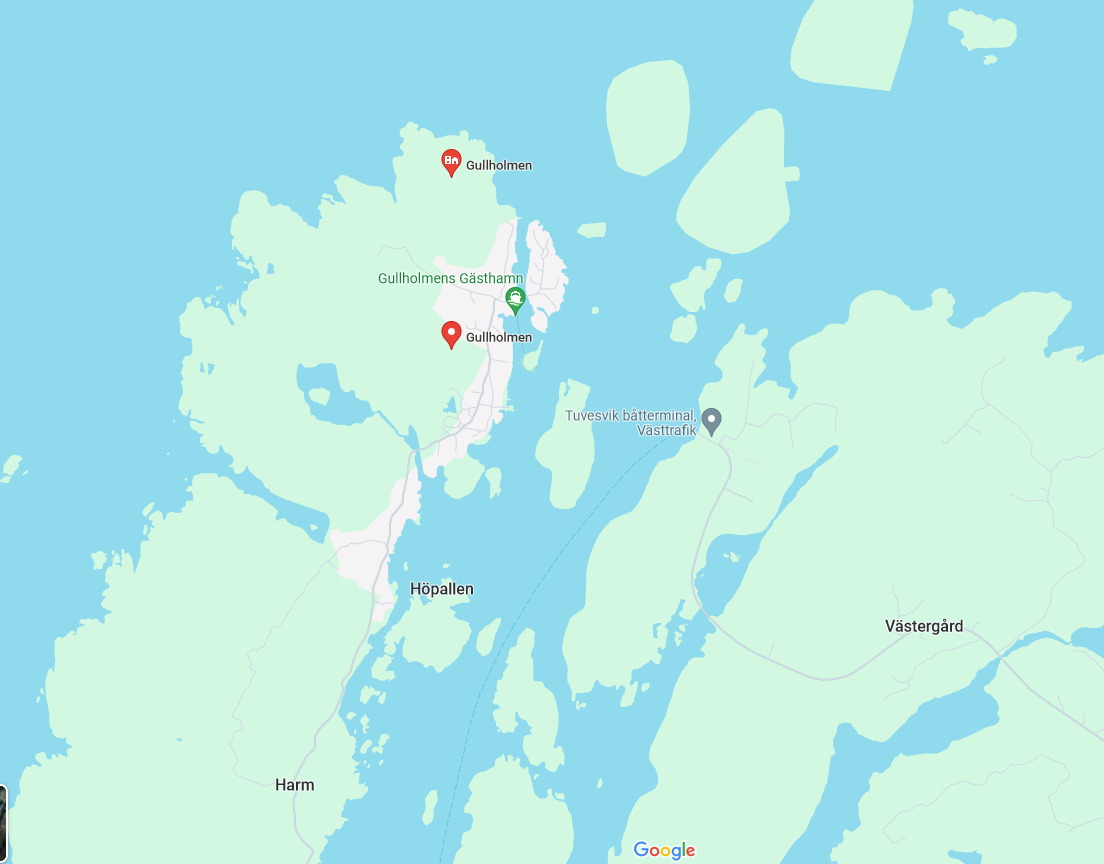 Gullholmen
Gullholmens Gästhamn
Gullholmen
Tuvesvik båtterminal,
Västtrafik
Höpallen
Västergård
Harm
Google